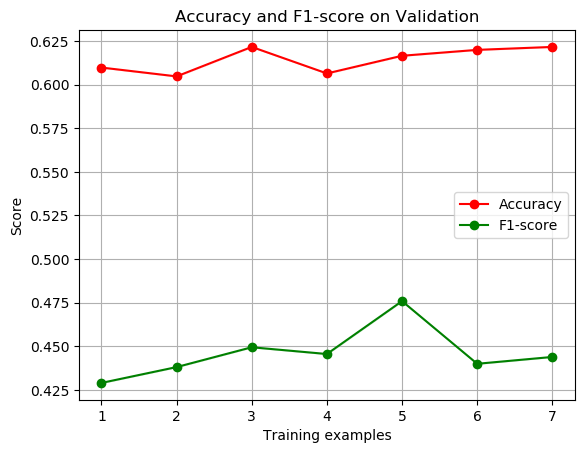 Accuracy and F1-score on Validation
Score
0.625
0.600
0.575
0.550
0.525
0.500
0.475
0.450
0.425
Accuracy
F1-score
1 2 3 4 5 6 7
Training examples